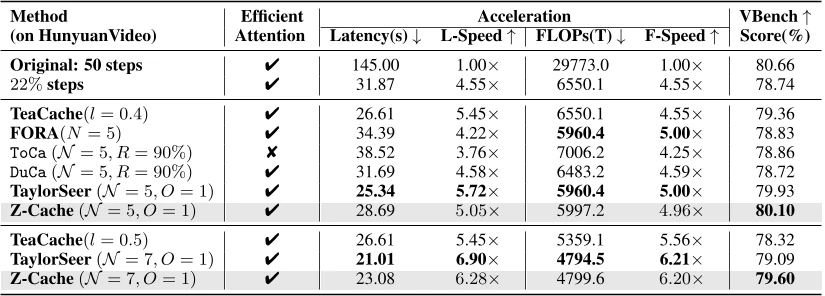 Method Efficient Acceleration VBench ↑
(on HunyuanVideo) Attention Latency(s) ↓ L-Speed ↑ FLOPs(T) ↓ F-Speed ↑ Score(%)
Original: 50 steps ✔ 145.00 1.00× 29773.0 1.00× 80.66
22% steps ✔ 31.87 4.55× 6550.1 4.55× 78.74
TeaCache(l = 0.4) ✔ 26.61 5.45× 6550.1 4.55× 79.36
FORA(N = 5) ✔ 34.39 4.22× 5960.4 5.00× 78.83
ToCa (𝒩 = 5, R = 90%) ✘ 38.52 3.76× 7006.2 4.25× 78.86
DuCa (𝒩 = 5, R = 90%) ✔ 31.69 4.58× 6483.2 4.59× 78.72
TaylorSeer (𝒩 = 5, O = 1) ✔ 25.34 5.72× 5960.4 5.00× 79.93
Z-Cache (𝒩 = 5, O = 1) ✔ 28.69 5.05× 5997.2 4.96× 80.10
TeaCache(l = 0.5) ✔ 26.61 5.45× 5359.1 5.56× 78.32
TaylorSeer (𝒩 = 7, O = 1) ✔ 21.01 6.90× 4794.5 6.21× 79.09
Z-Cache (𝒩 = 7, O = 1) ✔ 23.08 6.28× 4799.6 6.20× 79.60